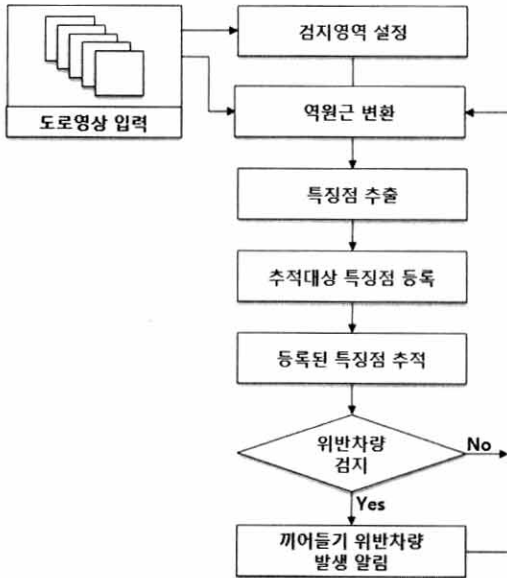 검지영역 설정
도로영상 입력
역원근 변환
특징점 추출
추적대상 특징점 등록
등록된 특징점 추적
위반차량
검지
No
Yes
끼어들기 위반차량
발생 알림